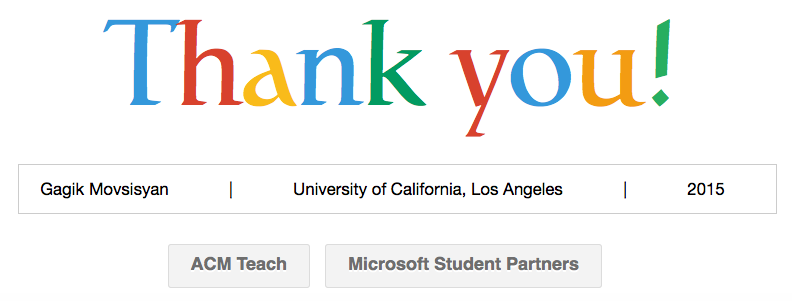 Thank you!
Gagik Movsisyan | University of California, Los Angeles | 2015
ACM Teach Microsoft Student Partners